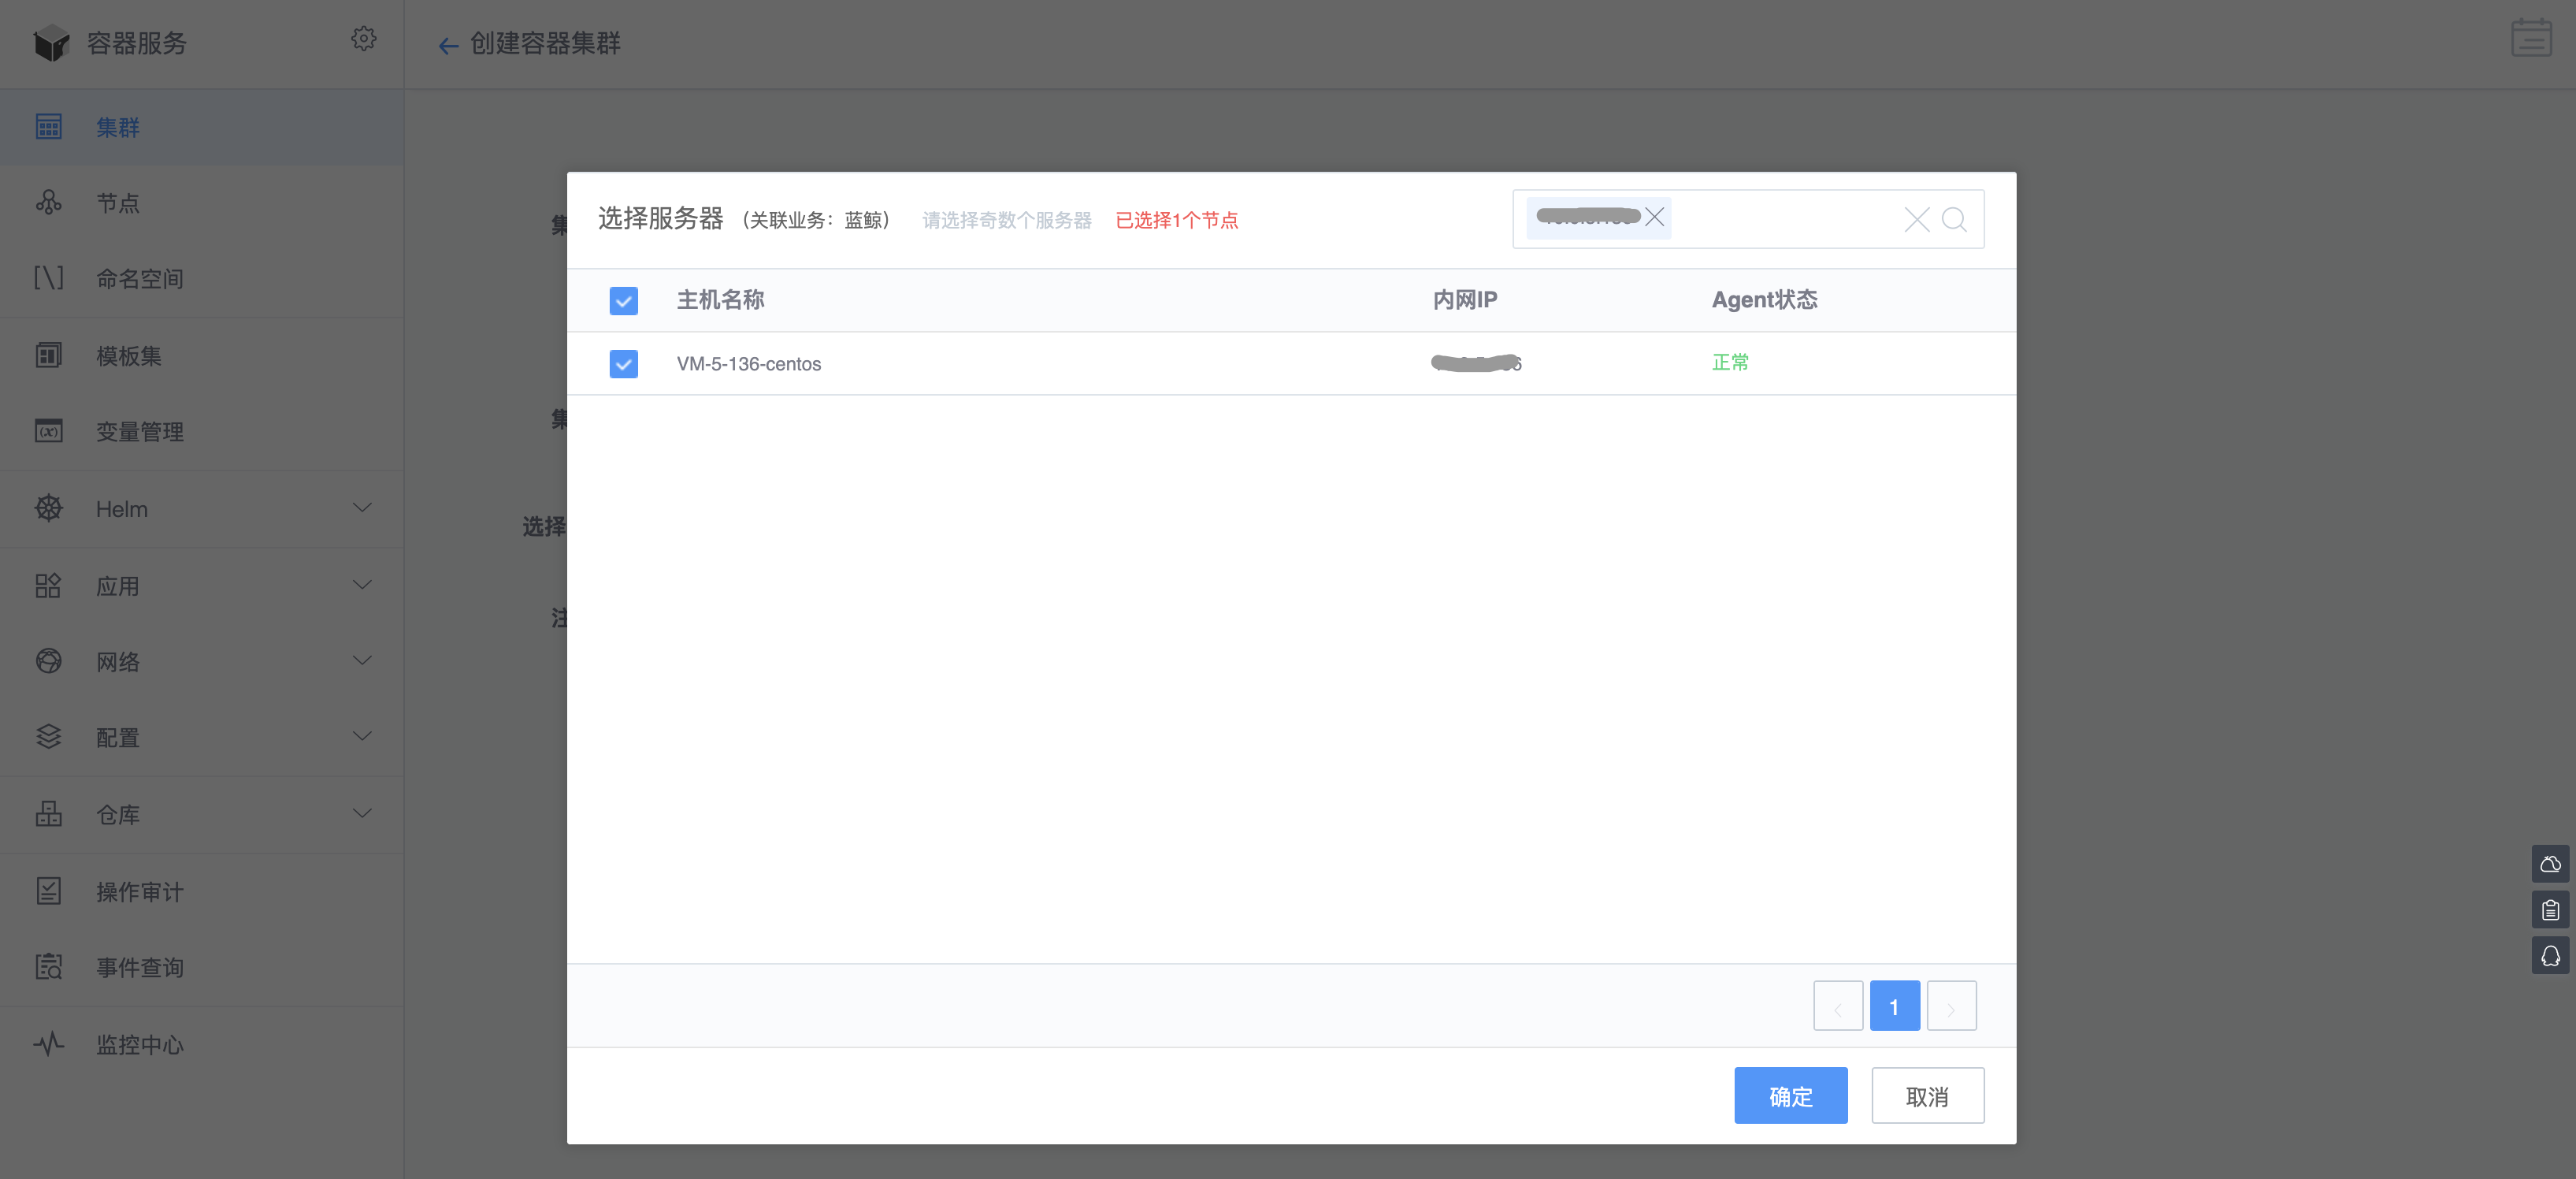 容器服务
创建容器集群
集群
节点
命名空间
模板集
变量管理
Helm
应用
网络
配置
仓库
操作审计
事件查询
监控中心
集
集
选择
注
选择服务器 （关联业务：蓝鲸） 请选择奇数个服务器 已选择1个节点
主机名称 内网IP Agent状态
VM-5-136-centos 正常
1
确定 取消